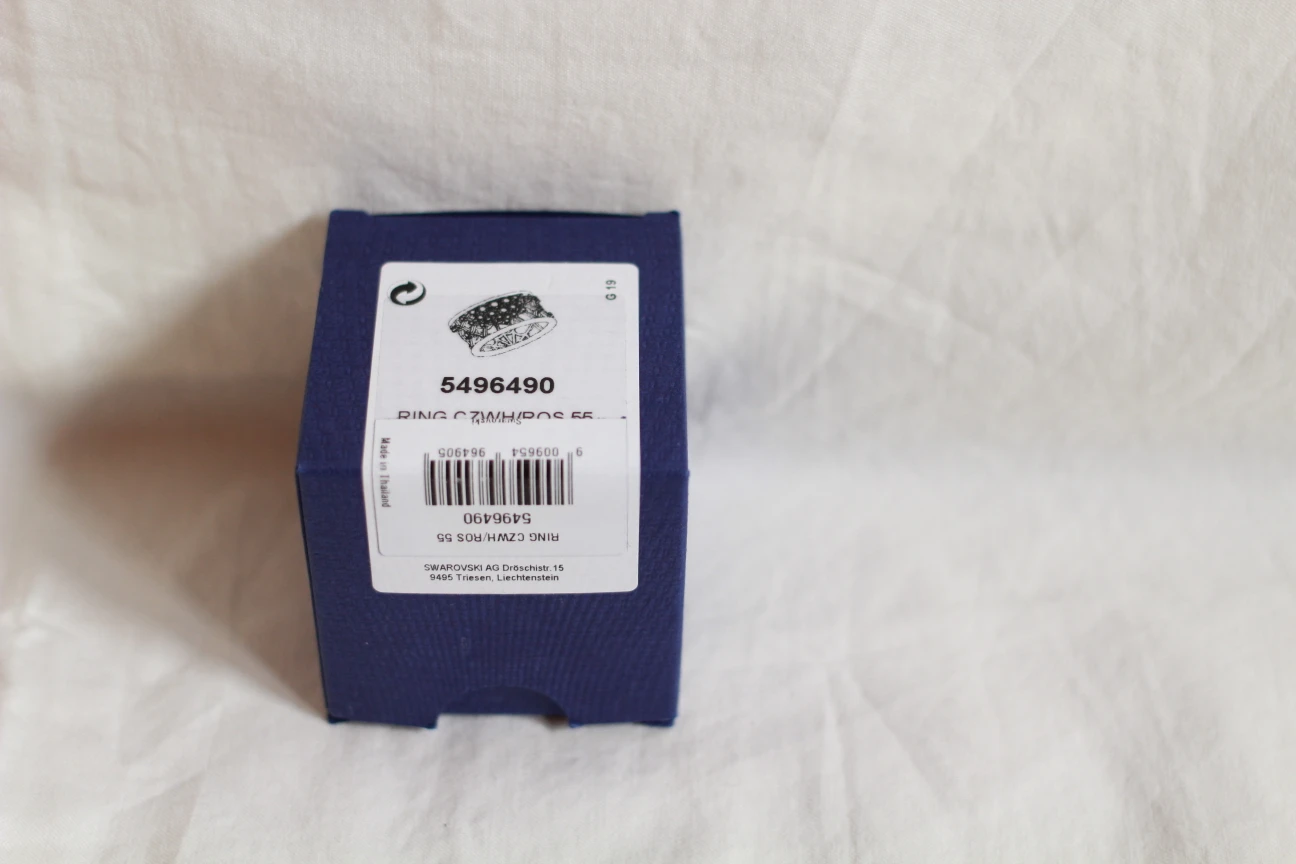 G 19
5496490
RING CZWH/ROS 55
Swarovski
Made in Thailand
9 009654 964905
5496490
RING CZWH/ROS 55
SWAROVSKI AG Dröschistr.15
9495 Triesen, Liechtenstein